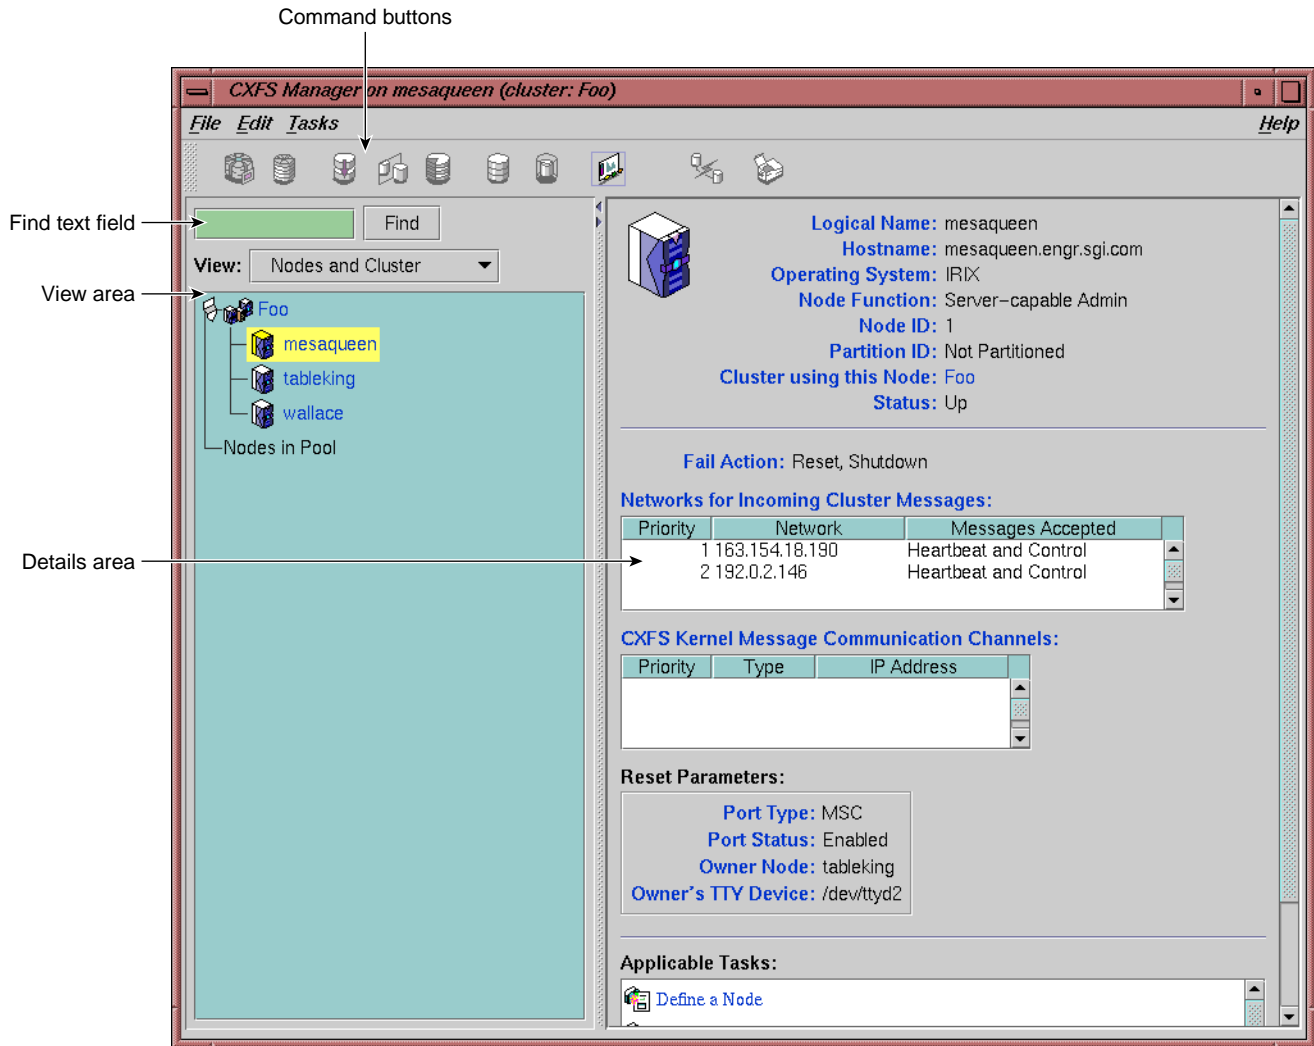 Command buttons
CXFS Manager on mesaqueen (cluster: Foo)
File Edit Tasks Help
Find text field
Find
View: Nodes and Cluster
View area
Foo
mesaqueen
tableking
wallace
Nodes in Pool
Details area
Logical Name: mesaqueen
Hostname: mesaqueen.engr.sgi.com
Operating System: IRIX
Node Function: Server-capable Admin
Node ID: 1
Partition ID: Not Partitioned
Cluster using this Node: Foo
Status: Up
Fail Action: Reset, Shutdown
Networks for Incoming Cluster Messages:
Priority Network Messages Accepted
1 163.154.18.190 Heartbeat and Control
2 192.0.2.146 Heartbeat and Control
CXFS Kernel Message Communication Channels:
Priority Type IP Address
Reset Parameters:
Port Type: MSC
Port Status: Enabled
Owner Node: tableking
Owner's TTY Device: /dev/ttyd2
Applicable Tasks:
Define a Node